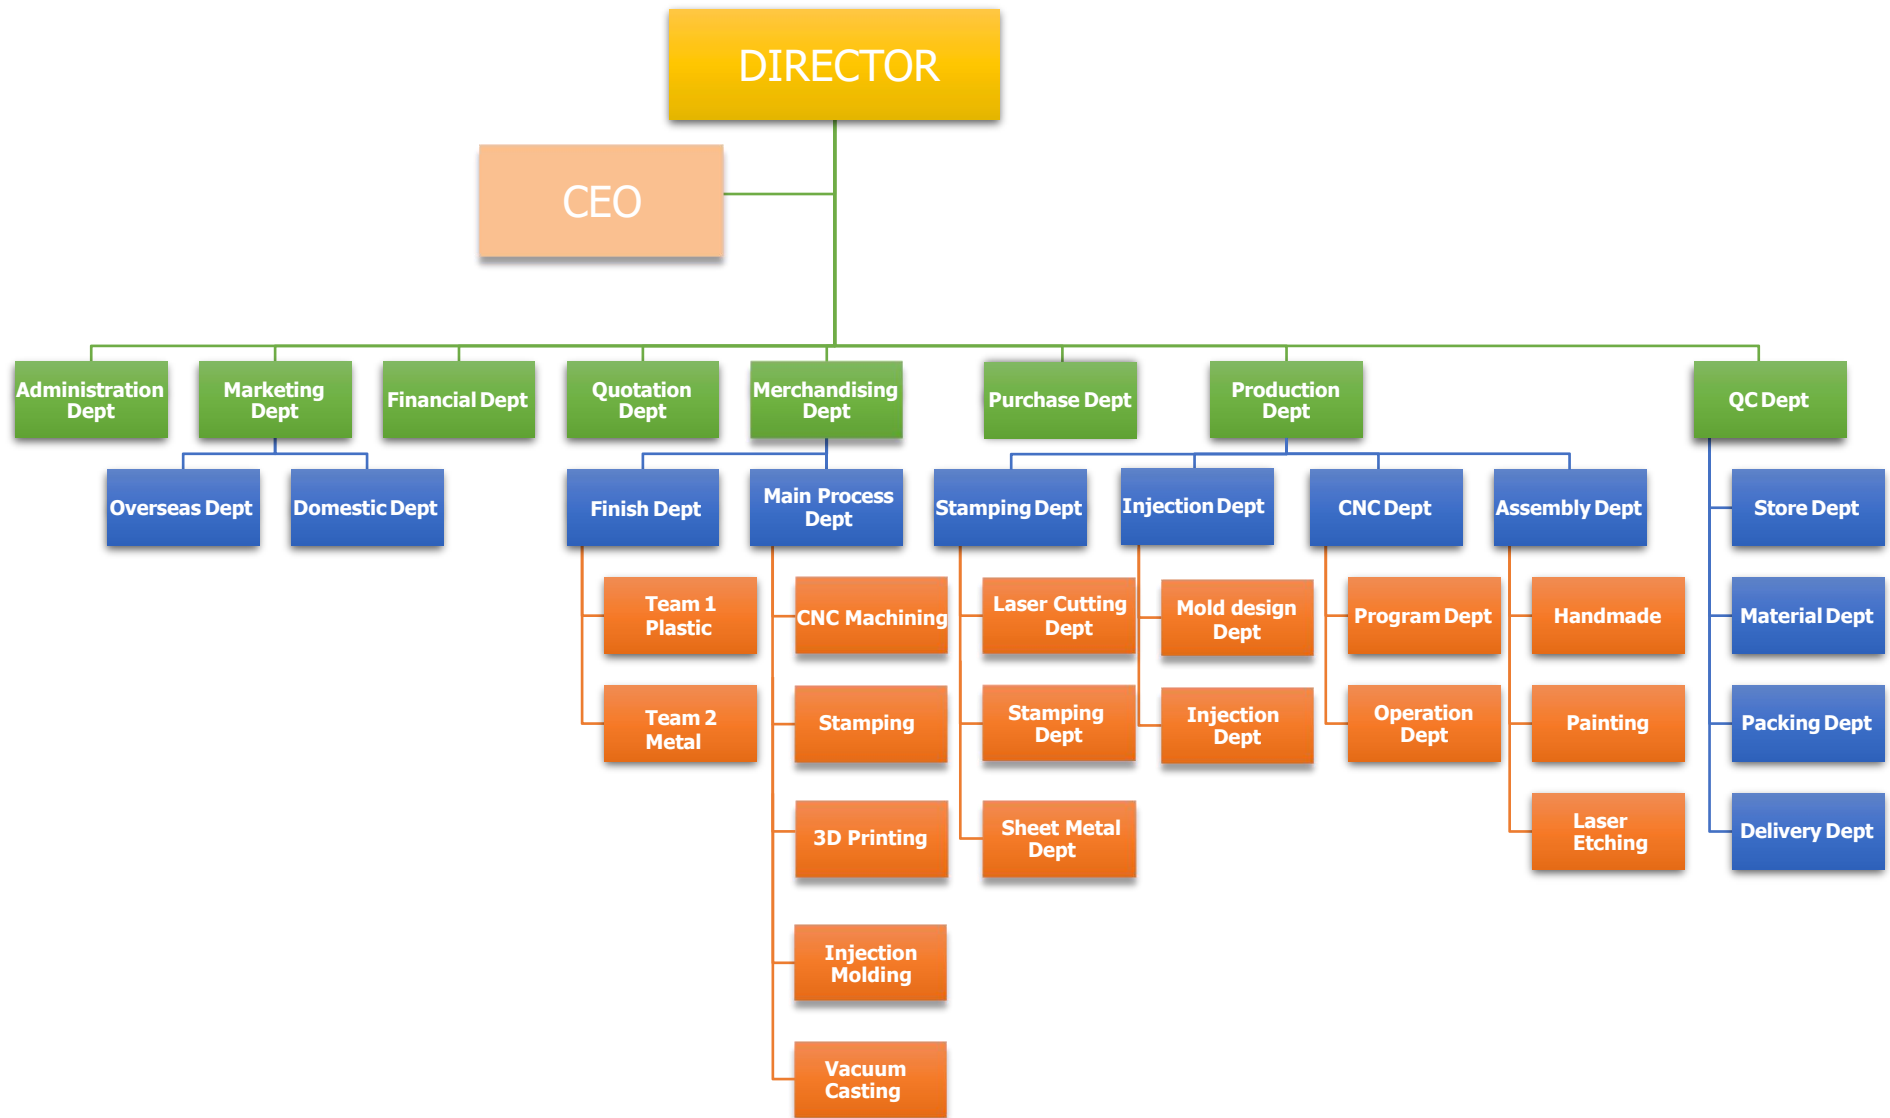 DIRECTOR
CEO
Administration
Dept
Marketing
Dept
Financial Dept
Quotation
Dept
Merchandising
Dept
Purchase Dept
Production
Dept
QC Dept
Overseas Dept
Domestic Dept
Finish Dept
Main Process
Dept
Stamping Dept
Injection Dept
CNC Dept
Assembly Dept
Store Dept
Team 1
Plastic
CNC Machining
Laser Cutting
Dept
Mold design
Dept
Program Dept
Handmade
Material Dept
Team 2
Metal
Stamping
Stamping
Dept
Injection
Dept
Operation
Dept
Painting
Packing Dept
3D Printing
Sheet Metal
Dept
Laser
Etching
Delivery Dept
Injection
Molding
Vacuum
Casting